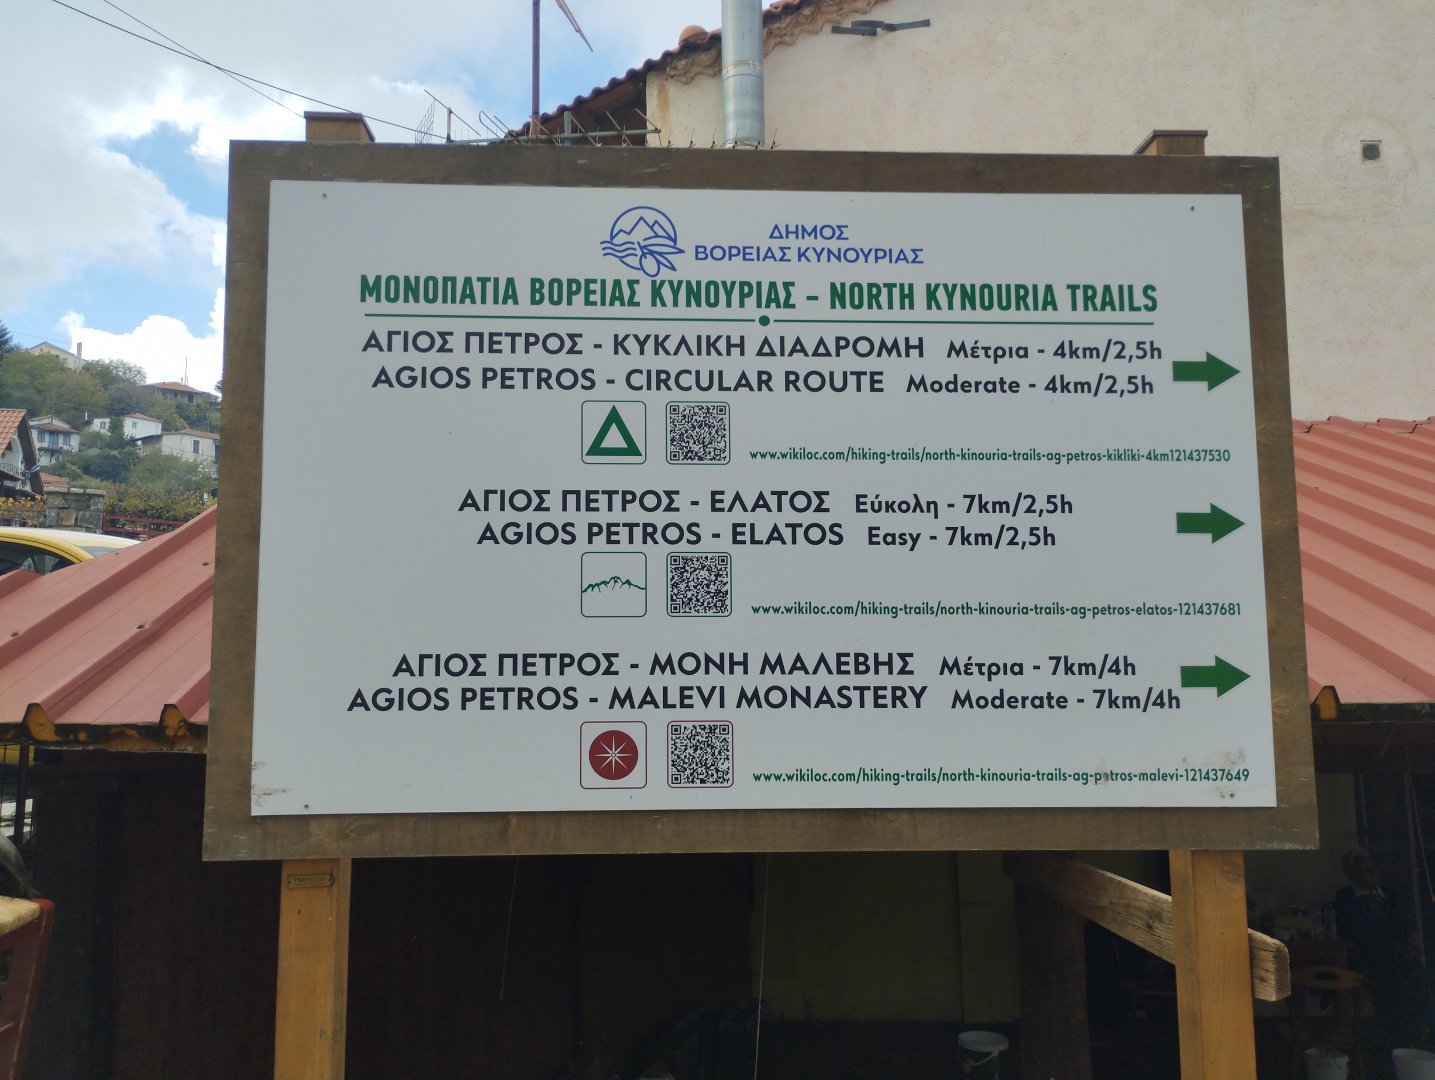 ΔΗΜΟΣ
ΒΟΡΕΙΑΣ ΚΥΝΟΥΡΙΑΣ
ΜΟΝΟΠΑΤΙΑ ΒΟΡΕΙΑΣ ΚΥΝΟΥΡΙΑΣ - NORTH KYNOURIA TRAILS
ΑΓΙΟΣ ΠΕΤΡΟΣ - ΚΥΚΛΙΚΗ ΔΙΑΔΡΟΜΗ Μέτρια - 4km/2,5h
AGIOS PETROS - CIRCULAR ROUTE Moderate - 4km/2,5h
www.wikiloc.com/hiking-trails/north-kinouria-trails-ag-petros-kikliki-4km121437530
ΑΓΙΟΣ ΠΕΤΡΟΣ - ΕΛΑΤΟΣ Εύκολη - 7km/2,5h
AGIOS PETROS - ELATOS Easy - 7km/2,5h
www.wikiloc.com/hiking-trails/north-kinouria-trails-ag-petros-elatos-121437681
ΑΓΙΟΣ ΠΕΤΡΟΣ - ΜΟΝΗ ΜΑΛΕΒΗΣ Μέτρια - 7km/4h
AGIOS PETROS - MALEVI MONASTERY Moderate - 7km/4h
www.wikiloc.com/hiking-trails/north-kinouria-trails-ag-petros-malevi-121437649